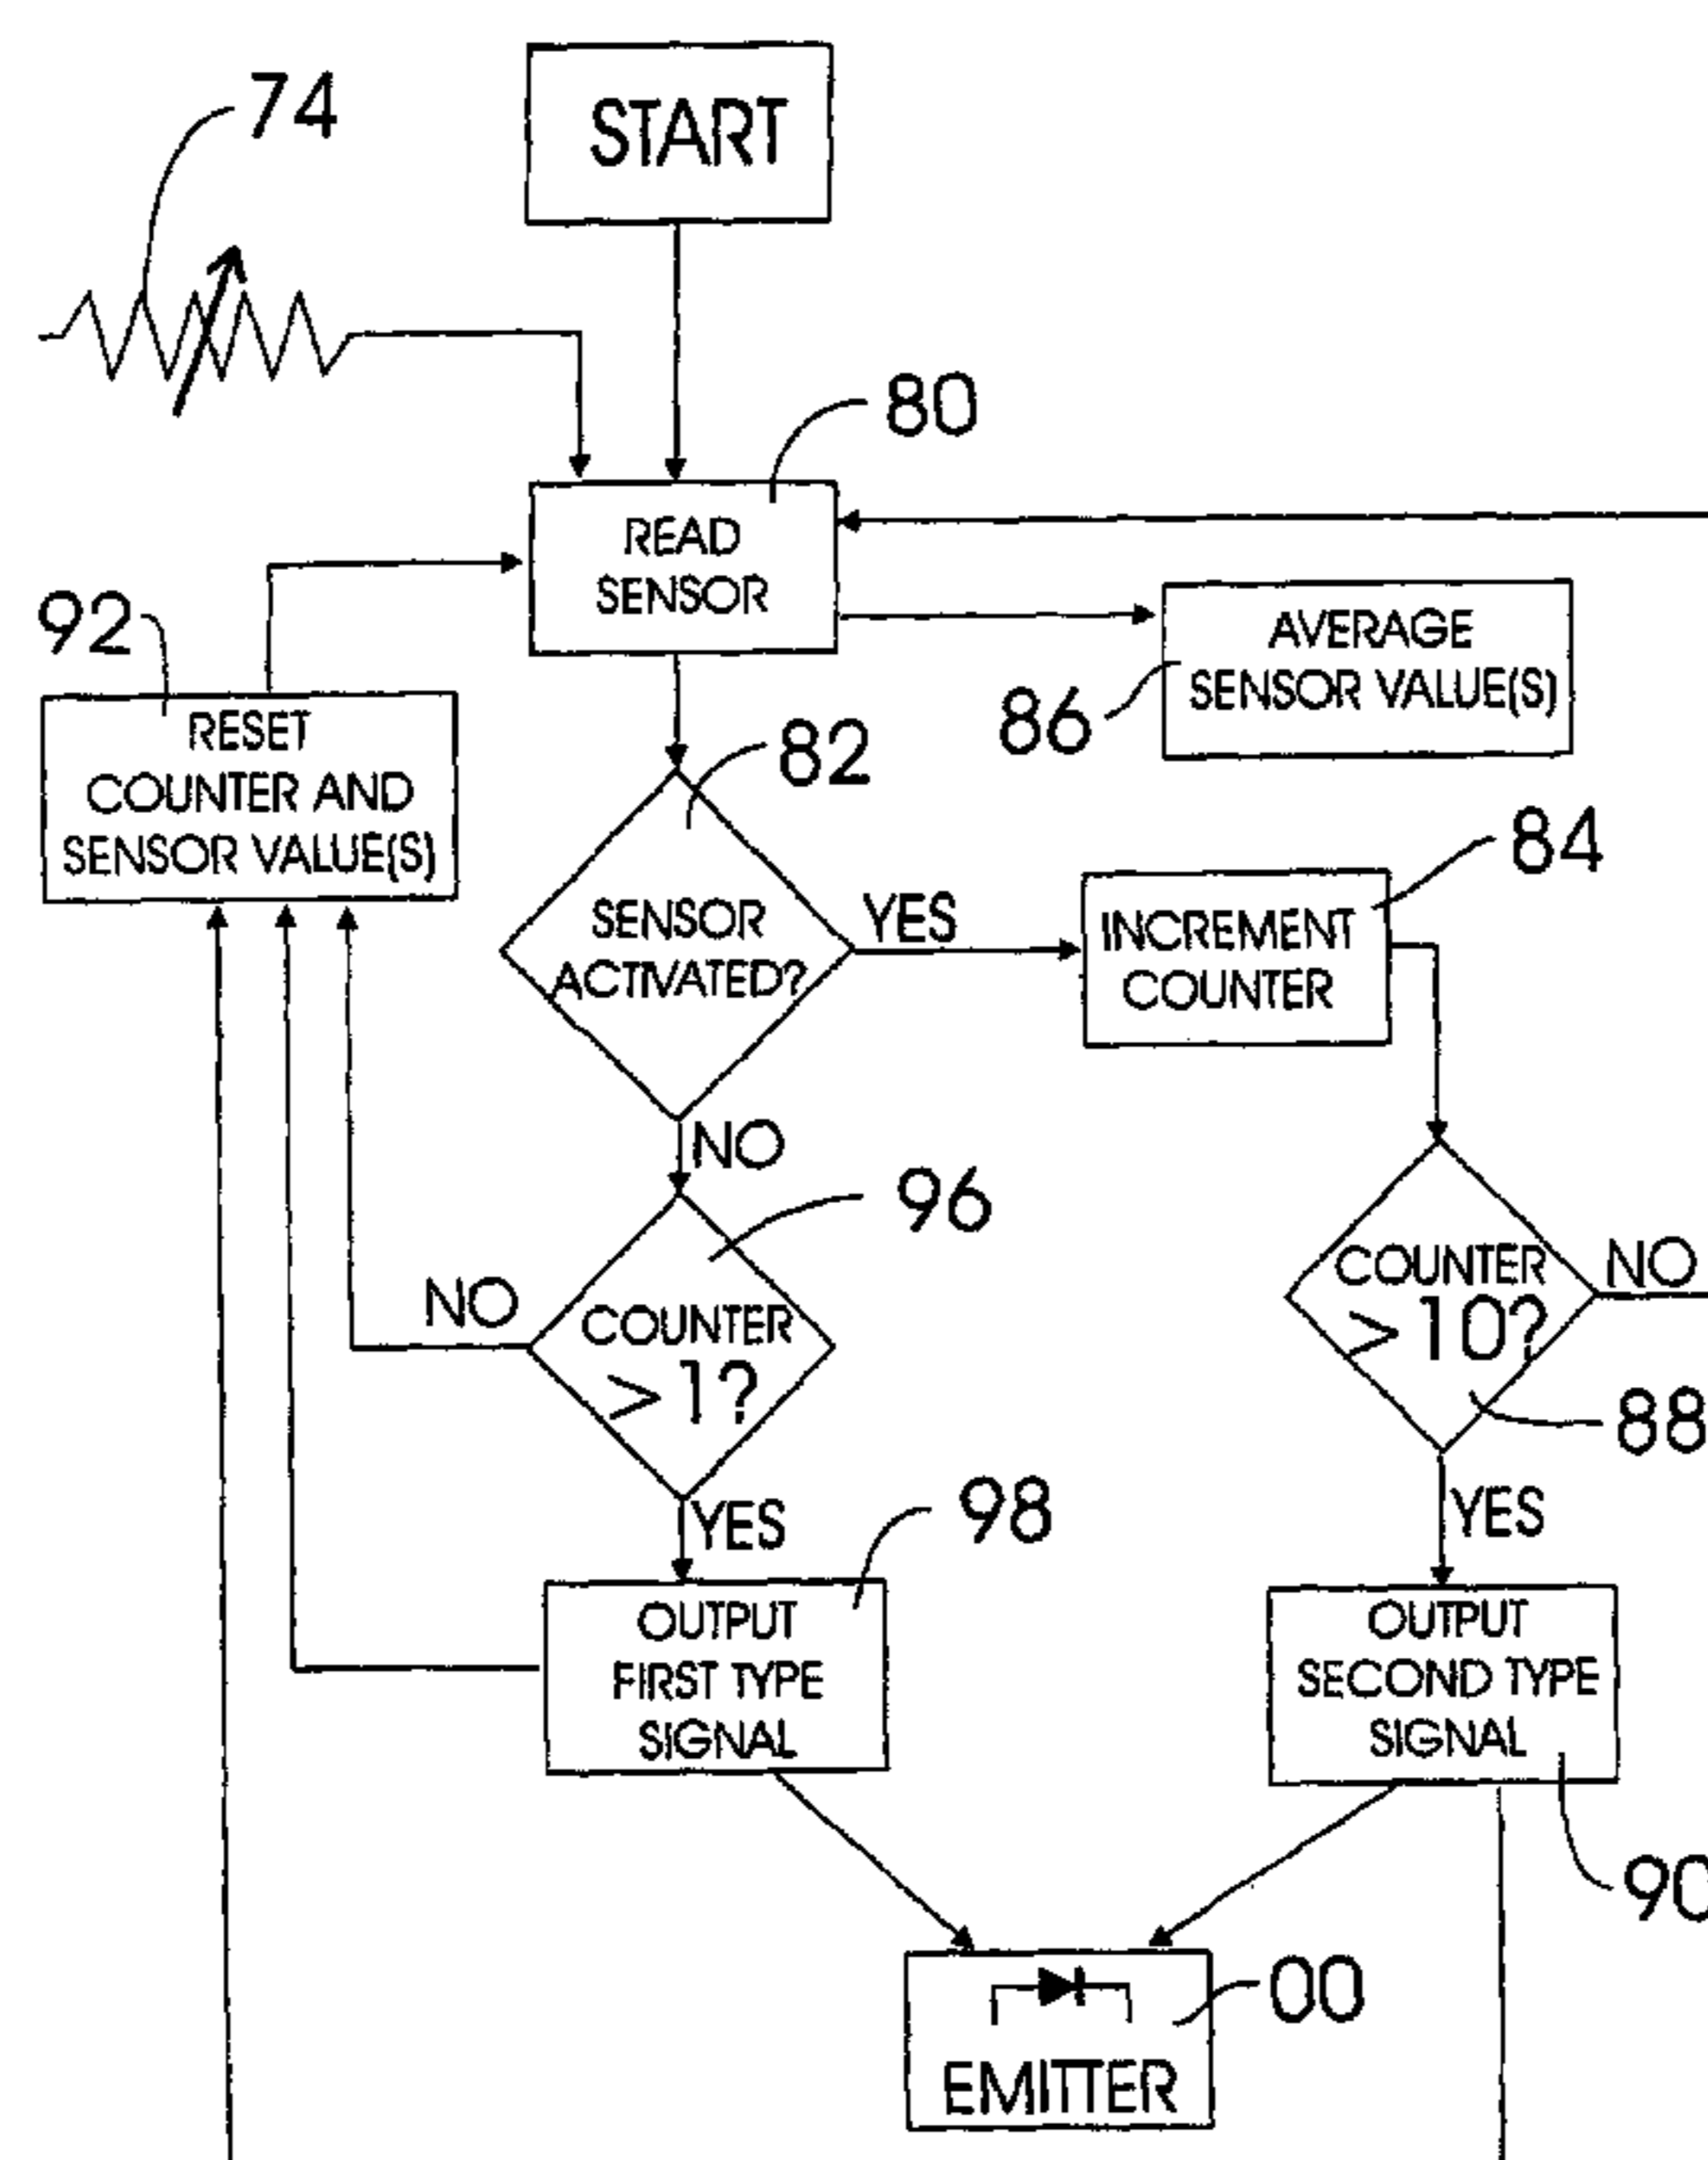 74
START
80
READ
SENSOR
92
RESET
COUNTER AND
SENSOR VALUE(S)
AVERAGE
SENSOR VALUE(S)
86
82
84
SENSOR
ACTIVATED?
YES
INCREMENT
COUNTER
NO
96
COUNTER
> 1?
NO
COUNTER
> 10?
NO
88
YES
98
YES
OUTPUT
FIRST TYPE
SIGNAL
OUTPUT
SECOND TYPE
SIGNAL
90
00
EMITTER